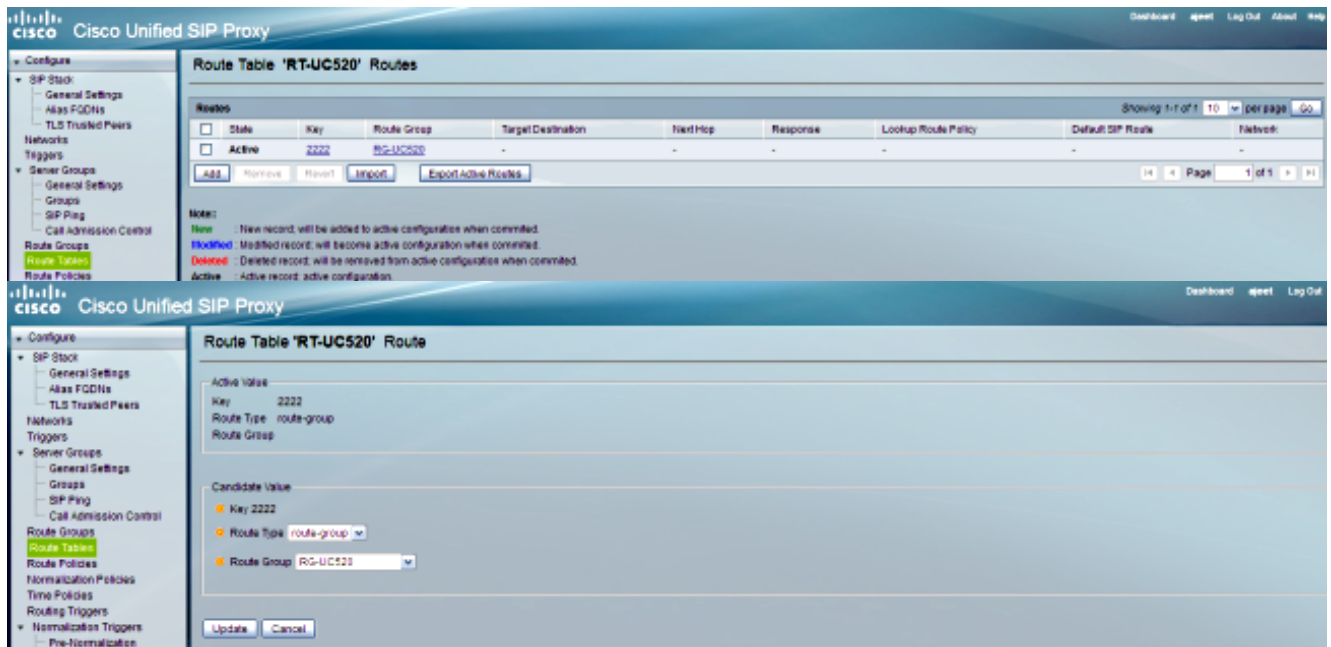 Dashboard ajeet Log Out About Help
CISCO Cisco Unified SIP Proxy
Configure
SIP Stack
General Settings
Alias FQDNs
TLS Trusted Peers
Networks
Triggers
Server Groups
General Settings
Groups
SIP Ping
Call Admission Control
Route Groups
Route Tables
Route Policies
Route Table 'RT-UC520' Routes
Routes Showing 1-1 of 1 10 per page Go
State Key Route Group Target Destination Next Hop Response Lookup Route Policy Default SIP Route Network
Active 2222 RG-UC520 - - - - - -
Add Remove Revert Import Export Active Routes Page 1 of 1
Note::
New : New record; will be added to active configuration when commited.
Modified : Modified record; will become active configuration when commited.
Deleted : Deleted record; will be removed from active configuration when commited.
Active : Active record; active configuration.
Dashboard ajeet Log Out
CISCO Cisco Unified SIP Proxy
Configure
SIP Stack
General Settings
Alias FQDNs
TLS Trusted Peers
Networks
Triggers
Server Groups
General Settings
Groups
SIP Ping
Call Admission Control
Route Groups
Route Tables
Route Policies
Normalization Policies
Time Policies
Routing Triggers
Normalization Triggers
Pre-Normalization
Route Table 'RT-UC520' Route
Active Value
Key 2222
Route Type route-group
Route Group
Candidate Value
Key 2222
Route Type route-group
Route Group RG-UC520
Update Cancel